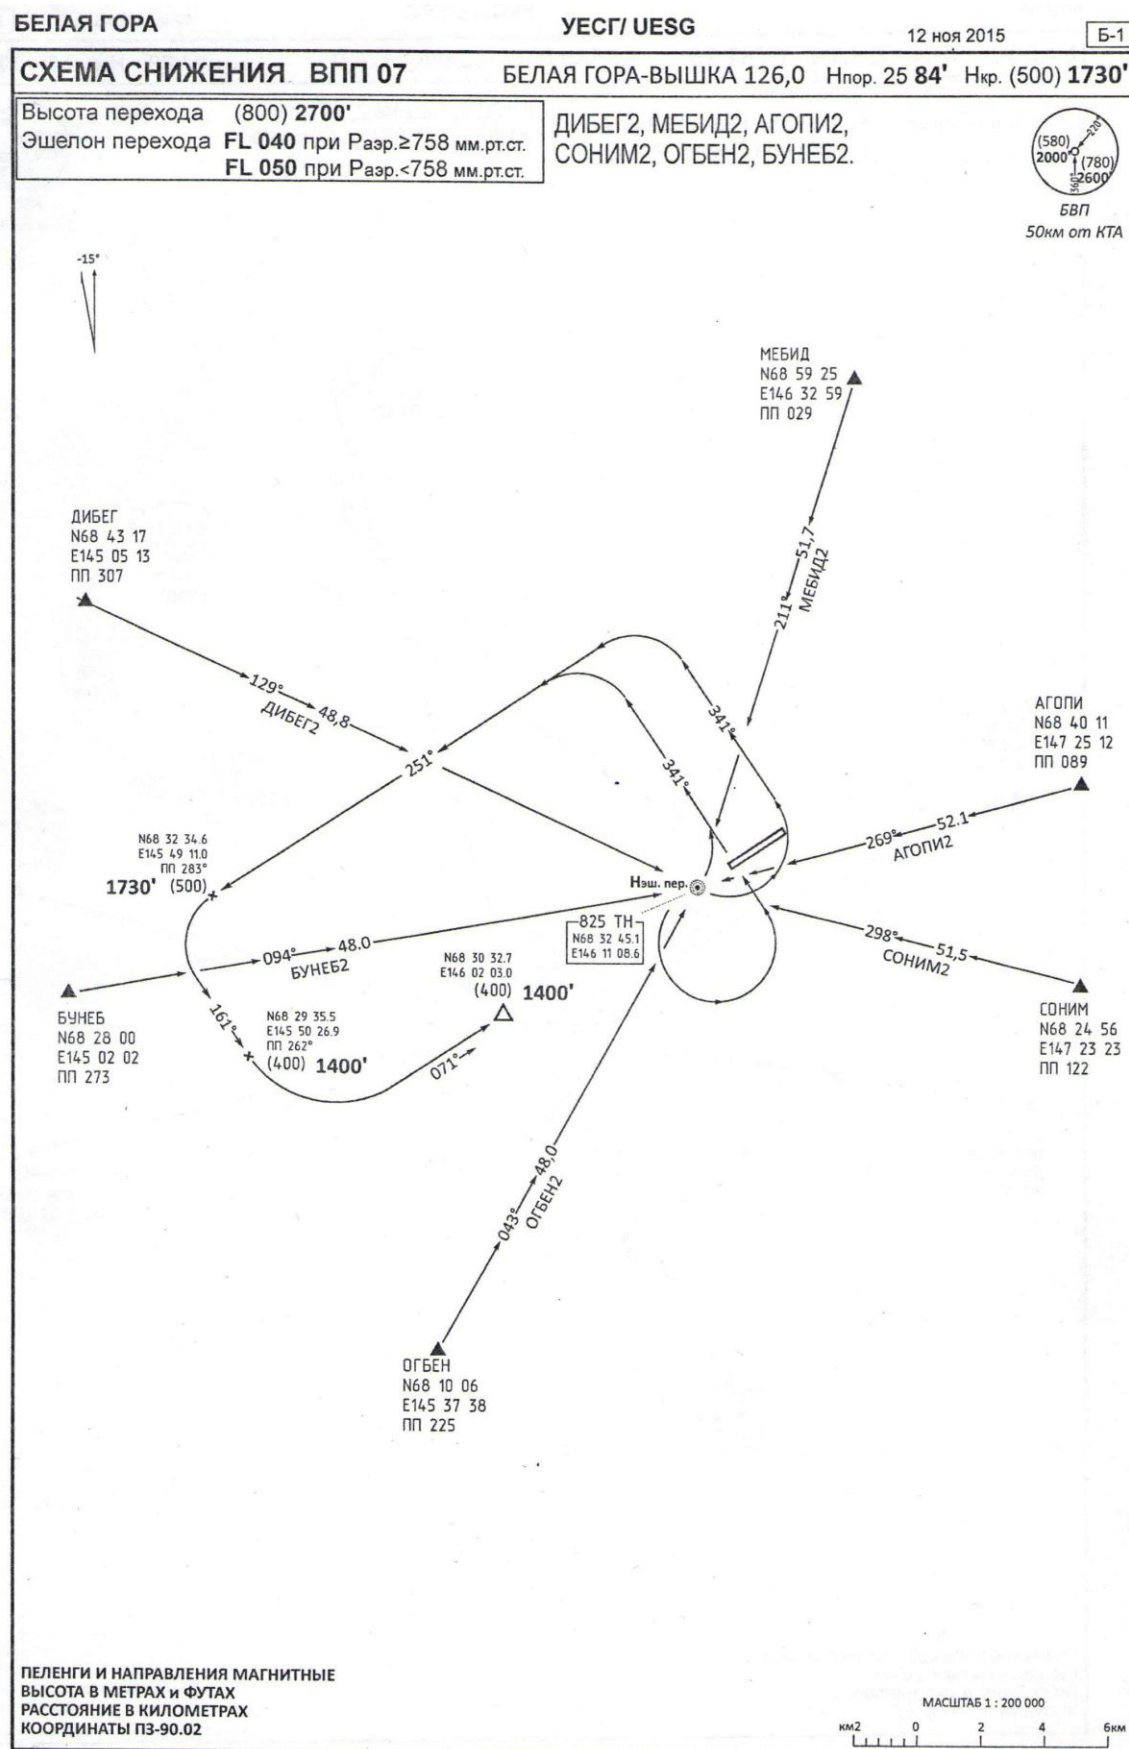 БЕЛАЯ ГОРА
УЕСГ/ UESG
12 ноя 2015
Б-1
СХЕМА СНИЖЕНИЯ ВПП 07
БЕЛАЯ ГОРА-ВЫШКА 126,0 Нпор. 25 84' Нкр. (500) 1730'
Высота перехода (800) 2700'
Эшелон перехода FL 040 при Раэр.≥758 мм.рт.ст.
FL 050 при Раэр.<758 мм.рт.ст.
ДИБЕГ2, МЕБИД2, АГОПИ2,
СОНИМ2, ОГБЕН2, БУНЕБ2.
220°
(580)
2000'
(780)
2600'
360°
БВП
50км от КТА
-15°
МЕБИД
N68 59 25
E146 32 59
ПП 029
51,7
211°
МЕБИД2
ДИБЕГ
N68 43 17
E145 05 13
ПП 307
129°
48,8
ДИБЕГ2
341°
341°
251°
АГОПИ
N68 40 11
E147 25 12
ПП 089
52.1
269°
АГОПИ2
N68 32 34.6
E145 49 11.0
ПП 283°
1730' (500)
Нэш. пер.
825 ТН
N68 32 45.1
E146 11 08.6
094°
48.0
БУНЕБ2
298°
51,5
СОНИМ2
N68 30 32.7
E146 02 03.0
(400) 1400'
БУНЕБ
N68 28 00
E145 02 02
ПП 273
161°
N68 29 35.5
E145 50 26.9
ПП 262°
(400) 1400'
071°
СОНИМ
N68 24 56
E147 23 23
ПП 122
48,0
043°
ОГБЕН2
ОГБЕН
N68 10 06
E145 37 38
ПП 225
ПЕЛЕНГИ И НАПРАВЛЕНИЯ МАГНИТНЫЕ
ВЫСОТА В МЕТРАХ и ФУТАХ
РАССТОЯНИЕ В КИЛОМЕТРАХ
КООРДИНАТЫ ПЗ-90.02
МАСШТАБ 1 : 200 000
км2 0 2 4 6км